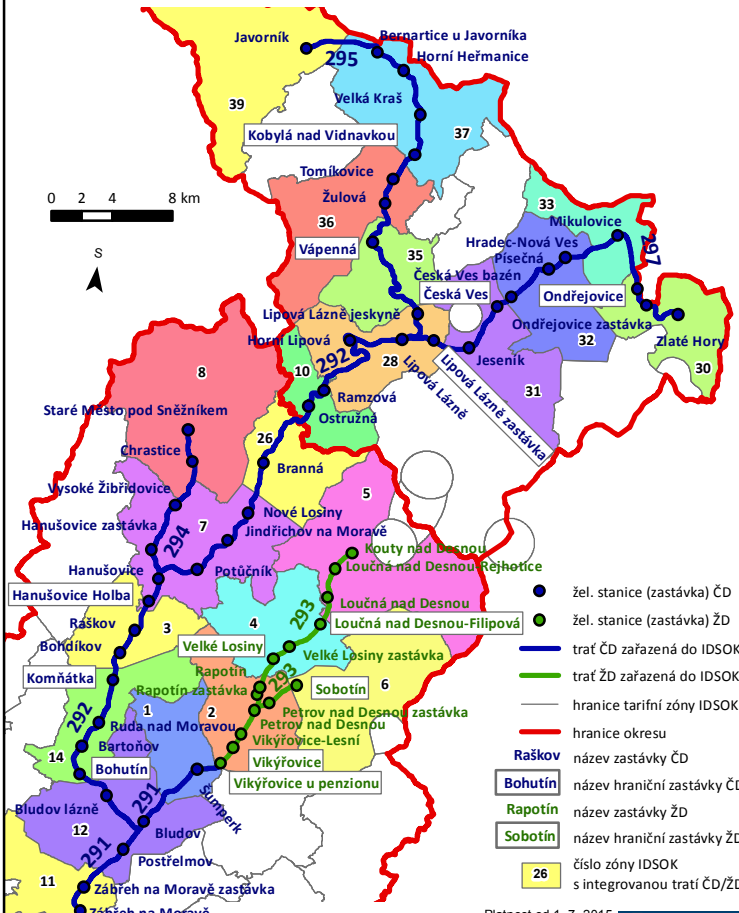 Javorník
Bernartice u Javorníka
295
Horní Heřmanice
Velká Kraš
39
Kobylá nad Vidnavkou
37
Tomíkovice
Žulová
0 2 4 8 km
36
33
Mikulovice
S
Vápenná
35
Hradec-Nová Ves
Písečná
297
Česká Ves bazén
Česká Ves
Ondřejovice
Lipová Lázně jeskyně
Ondřejovice zastávka
Horní Lipová
32
Zlaté Hory
292
28
Lipová Lázně
Lipová Lázně zastávka
Jeseník
30
8
10
31
Ramzová
Staré Město pod Sněžníkem
Ostružná
26
Chrastice
Branná
Vysoké Žibřidovice
5
Nové Losiny
Hanušovice zastávka
7
294
Jindřichov na Moravě
Kouty nad Desnou
Hanušovice
Potůčník
Loučná nad Desnou-Rejhotice
Hanušovice Holba
Loučná nad Desnou
293
Raškov
3
4
Loučná nad Desnou-Filipová
Bohdíkov
Velké Losiny
Velké Losiny zastávka
Komňátka
Rapotín
293
Sobotín
6
Rapotín zastávka
1
2
Petrov nad Desnou zastávka
292
Ruda nad Moravou
Petrov nad Desnou
Bartoňov
Vikýřovice-Lesní
14
Bohutín
Vikýřovice
Vikýřovice u penzionu
291
Šumperk
Bludov lázně
12
Bludov
291
Postřelmov
11
Zábřeh na Moravě zastávka
Zábřeh na Moravě
žel. stanice (zastávka) ČD
žel. stanice (zastávka) ŽD
trať ČD zařazená do IDSOK
trať ŽD zařazená do IDSOK
hranice tarifní zóny IDSOK
hranice okresu
Raškov název zastávky ČD
Bohutín název hraniční zastávky ČD
Rapotín název zastávky ŽD
Sobotín název hraniční zastávky ŽD
26 číslo zóny IDSOK
s integrovanou tratí ČD/ŽD
Platnost od 1. 7. 2015